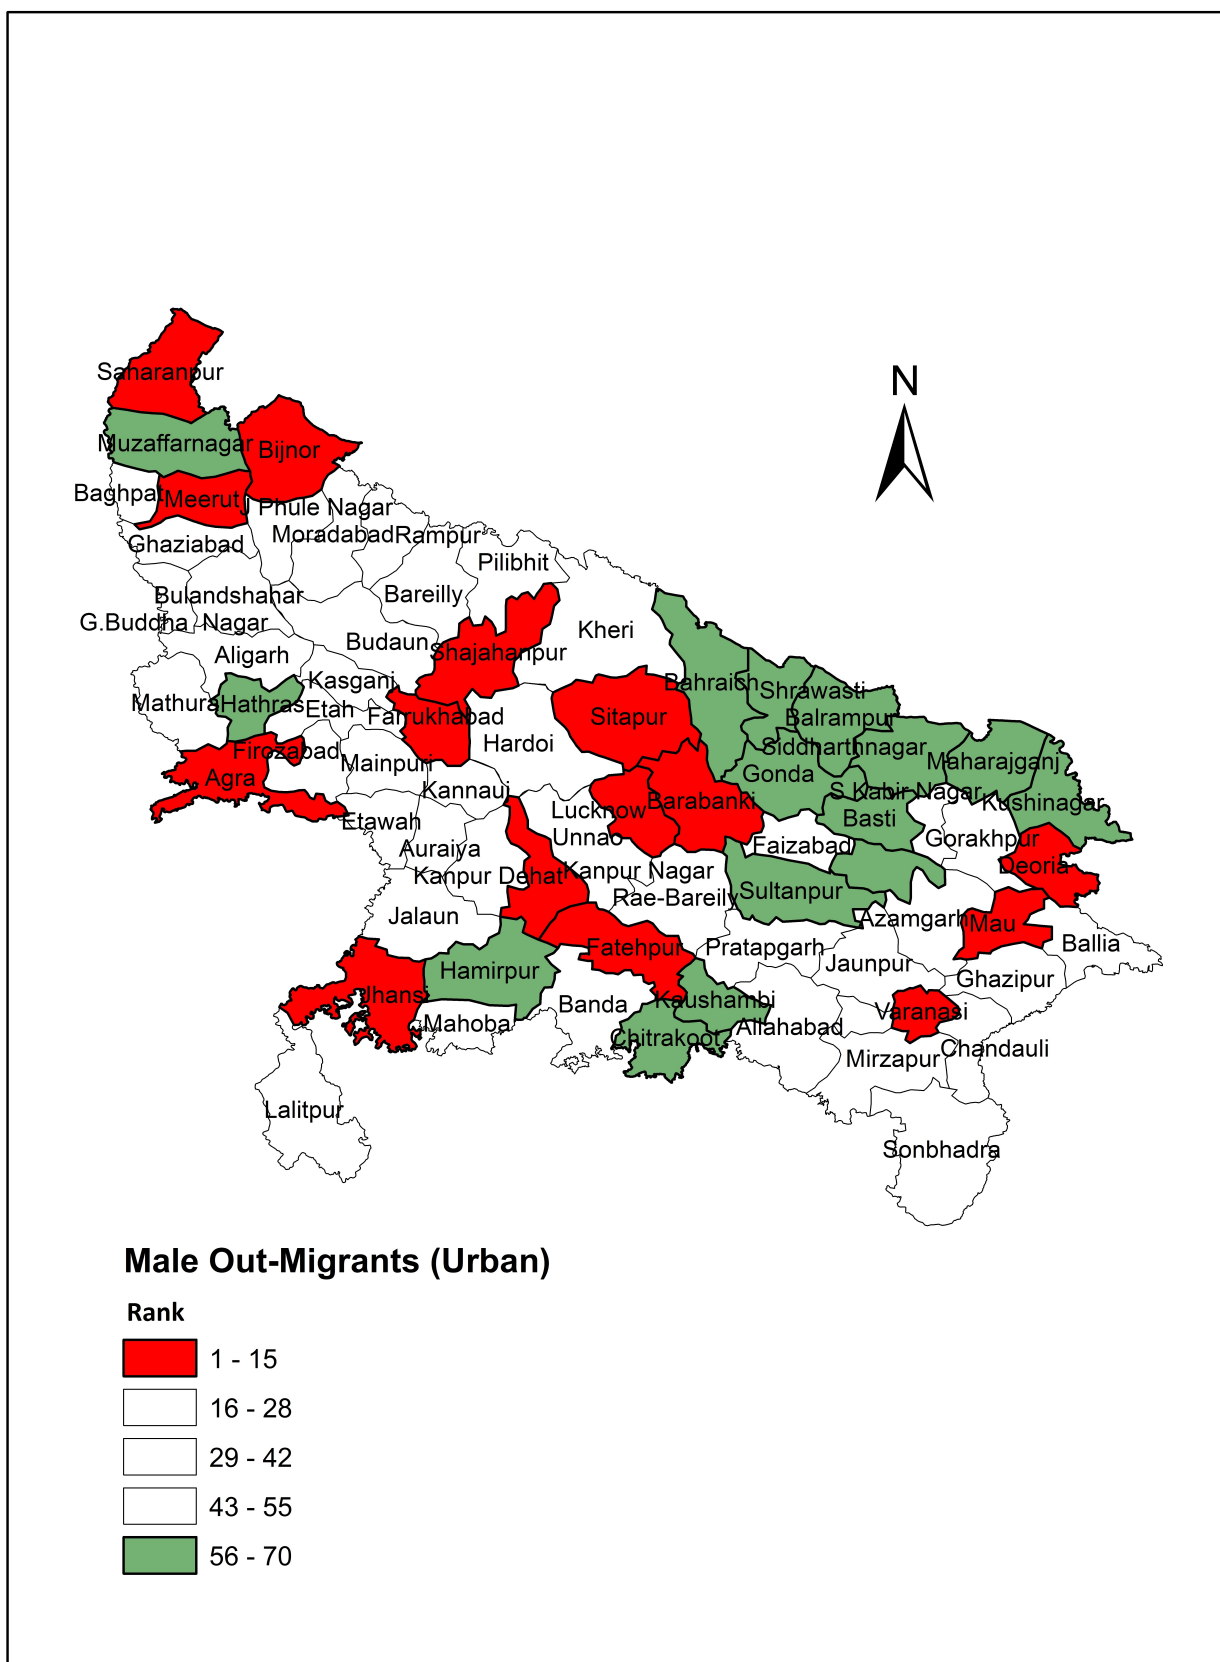 N
Saharanpur
Muzaffarnagar
Bijnor
Baghpat
Meerut
J Phule Nagar
Moradabad
Rampur
Ghaziabad
Pilibhit
Bulandshahar
Bareilly
G.Buddha Nagar
Budaun
Kheri
Aligarh
Shajahanpur
Kasganj
Bahraich
Shrawasti
Mathura
Hathras
Etah
Farrukhabad
Sitapur
Balrampur
Hardoi
Firozabad
Siddharthnagar
Mainpuri
Maharajganj
Agra
Gonda
Kannauj
S Kabir Nagar
Lucknow
Barabanki
Kushinagar
Etawah
Basti
Unnao
Gorakhpur
Auraiya
Faizabad
Kanpur Nagar
Deoria
Kanpur Dehat
Rae-Bareily
Sultanpur
Jalaun
Azamgarh
Mau
Fatehpur
Pratapgarh
Ballia
Jaunpur
Hamirpur
Ghazipur
Jhansi
Banda
Kaushambi
Varanasi
Mahoba
Allahabad
Chitrakoot
Chandauli
Mirzapur
Lalitpur
Sonbhadra
Male Out-Migrants (Urban)
Rank
1 - 15
16 - 28
29 - 42
43 - 55
56 - 70